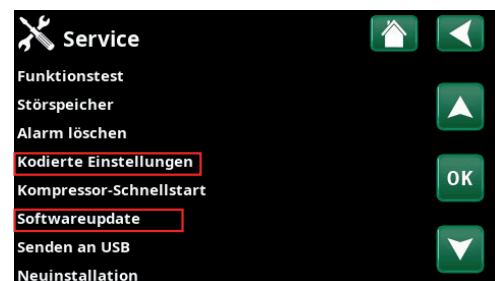 Service
Funktionstest
Störspeicher
Alarm löschen
Kodierte Einstellungen
Kompressor-Schnellstart
OK
Softwareupdate
Senden an USB
Neuinstallation